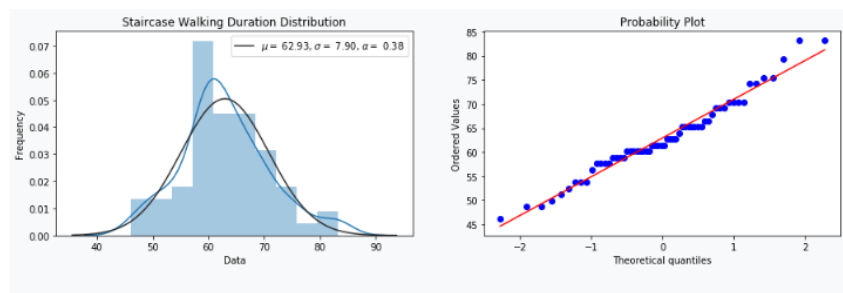 Staircase Walking Duration Distribution
μ = 62.93, σ = 7.90, α = 0.38
0.07
0.06
0.05
0.04
0.03
0.02
0.01
0.00
Frequency
40 50 60 70 80 90
Data
Probability Plot
85
80
75
70
65
60
55
50
45
Ordered Values
−2 −1 0 1 2
Theoretical quantiles